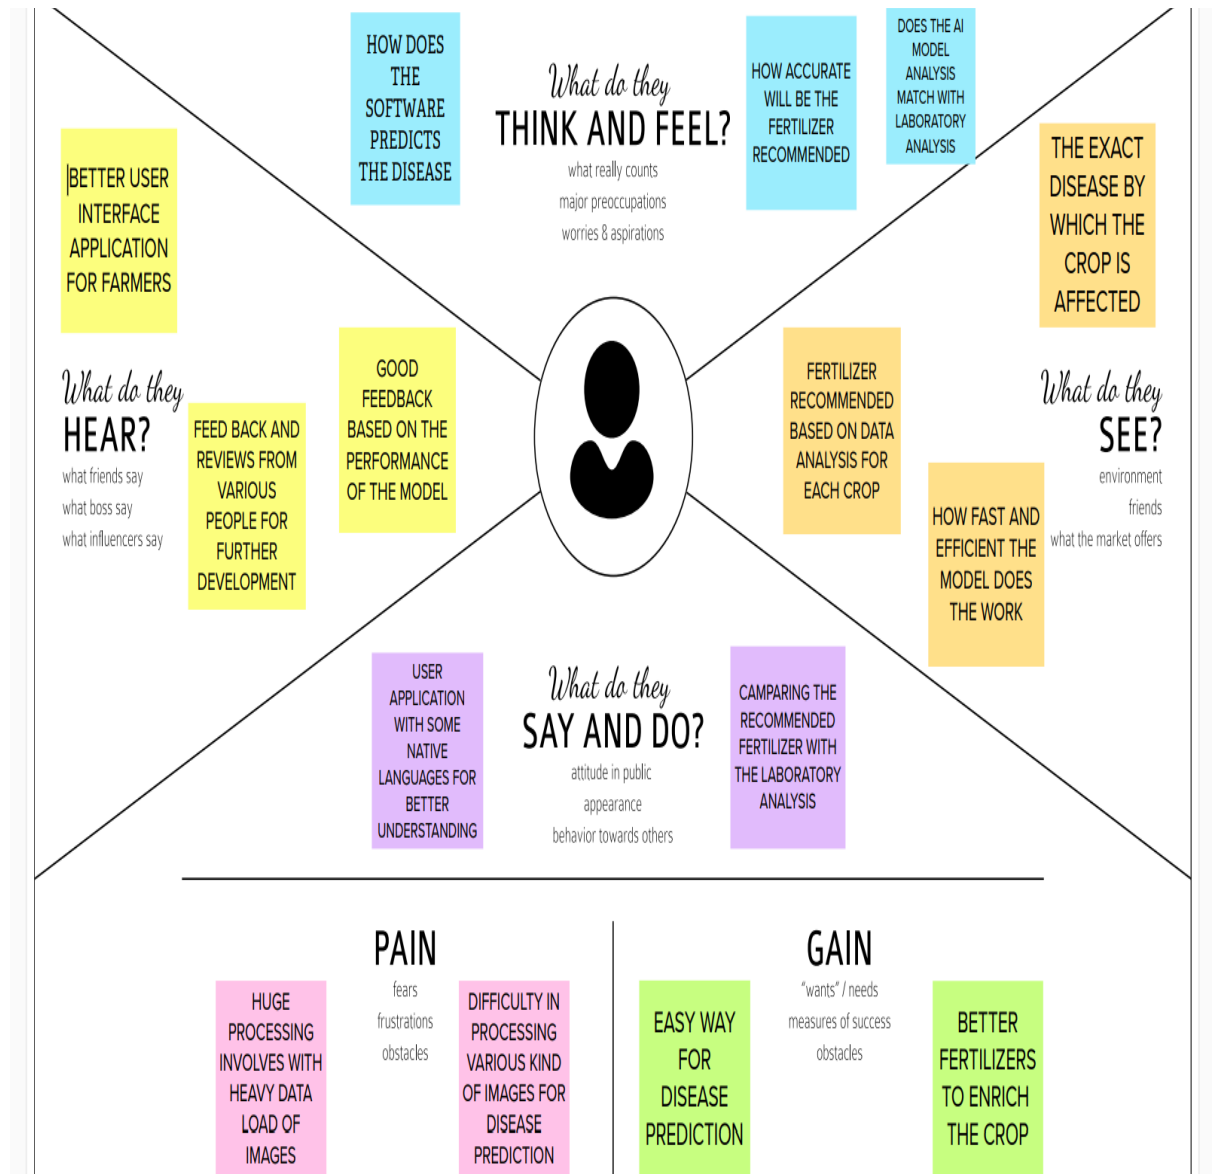 HOW DOES
THE
SOFTWARE
PREDICTS
THE DISEASE
What do they
THINK AND FEEL?
what really counts
major preoccupations
worries & aspirations
HOW ACCURATE
WILL BE THE
FERTILIZER
RECOMMENDED
DOES THE AI
MODEL
ANALYSIS
MATCH WITH
LABORATORY
ANALYSIS
BETTER USER
INTERFACE
APPLICATION
FOR FARMERS
What do they
HEAR?
what friends say
what boss say
what influencers say
FEED BACK AND
REVIEWS FROM
VARIOUS
PEOPLE FOR
FURTHER
DEVELOPMENT
GOOD
FEEDBACK
BASED ON THE
PERFORMANCE
OF THE MODEL
FERTILIZER
RECOMMENDED
BASED ON DATA
ANALYSIS FOR
EACH CROP
THE EXACT
DISEASE BY
WHICH THE
CROP IS
AFFECTED
What do they
SEE?
environment
friends
what the market offers
HOW FAST AND
EFFICIENT THE
MODEL DOES
THE WORK
USER
APPLICATION
WITH SOME
NATIVE
LANGUAGES FOR
BETTER
UNDERSTANDING
What do they
SAY AND DO?
attitude in public
appearance
behavior towards others
CAMPARING THE
RECOMMENDED
FERTILIZER WITH
THE LABORATORY
ANALYSIS
PAIN
fears
frustrations
obstacles
HUGE
PROCESSING
INVOLVES WITH
HEAVY DATA
LOAD OF
IMAGES
DIFFICULTY IN
PROCESSING
VARIOUS KIND
OF IMAGES FOR
DISEASE
PREDICTION
GAIN
“wants” / needs
measures of success
obstacles
EASY WAY
FOR
DISEASE
PREDICTION
BETTER
FERTILIZERS
TO ENRICH
THE CROP